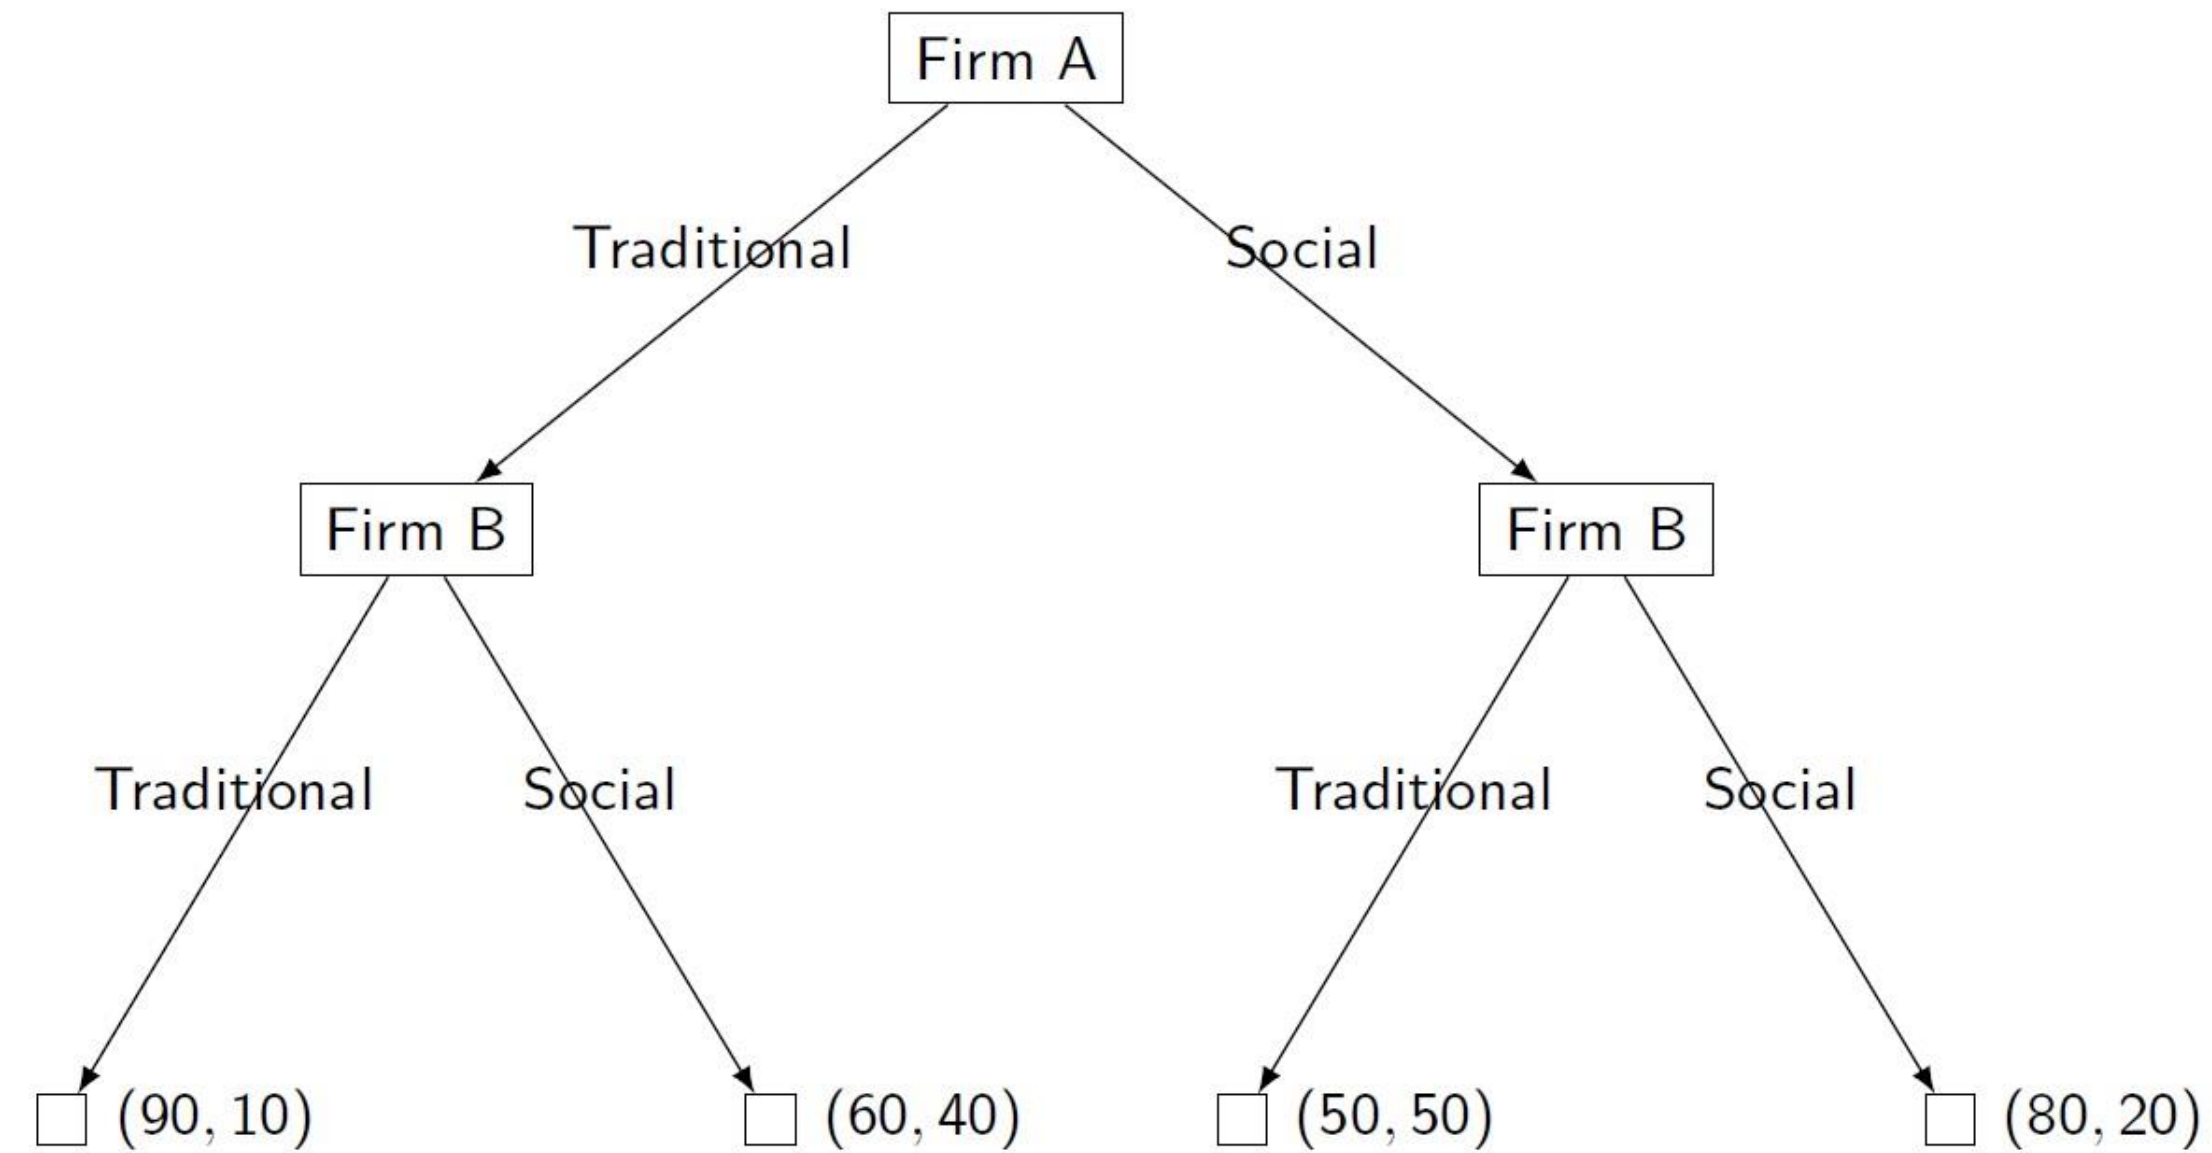 Firm A
Traditional Social
Firm B Firm B
Traditional Social Traditional Social
(90, 10) (60, 40) (50, 50) (80, 20)